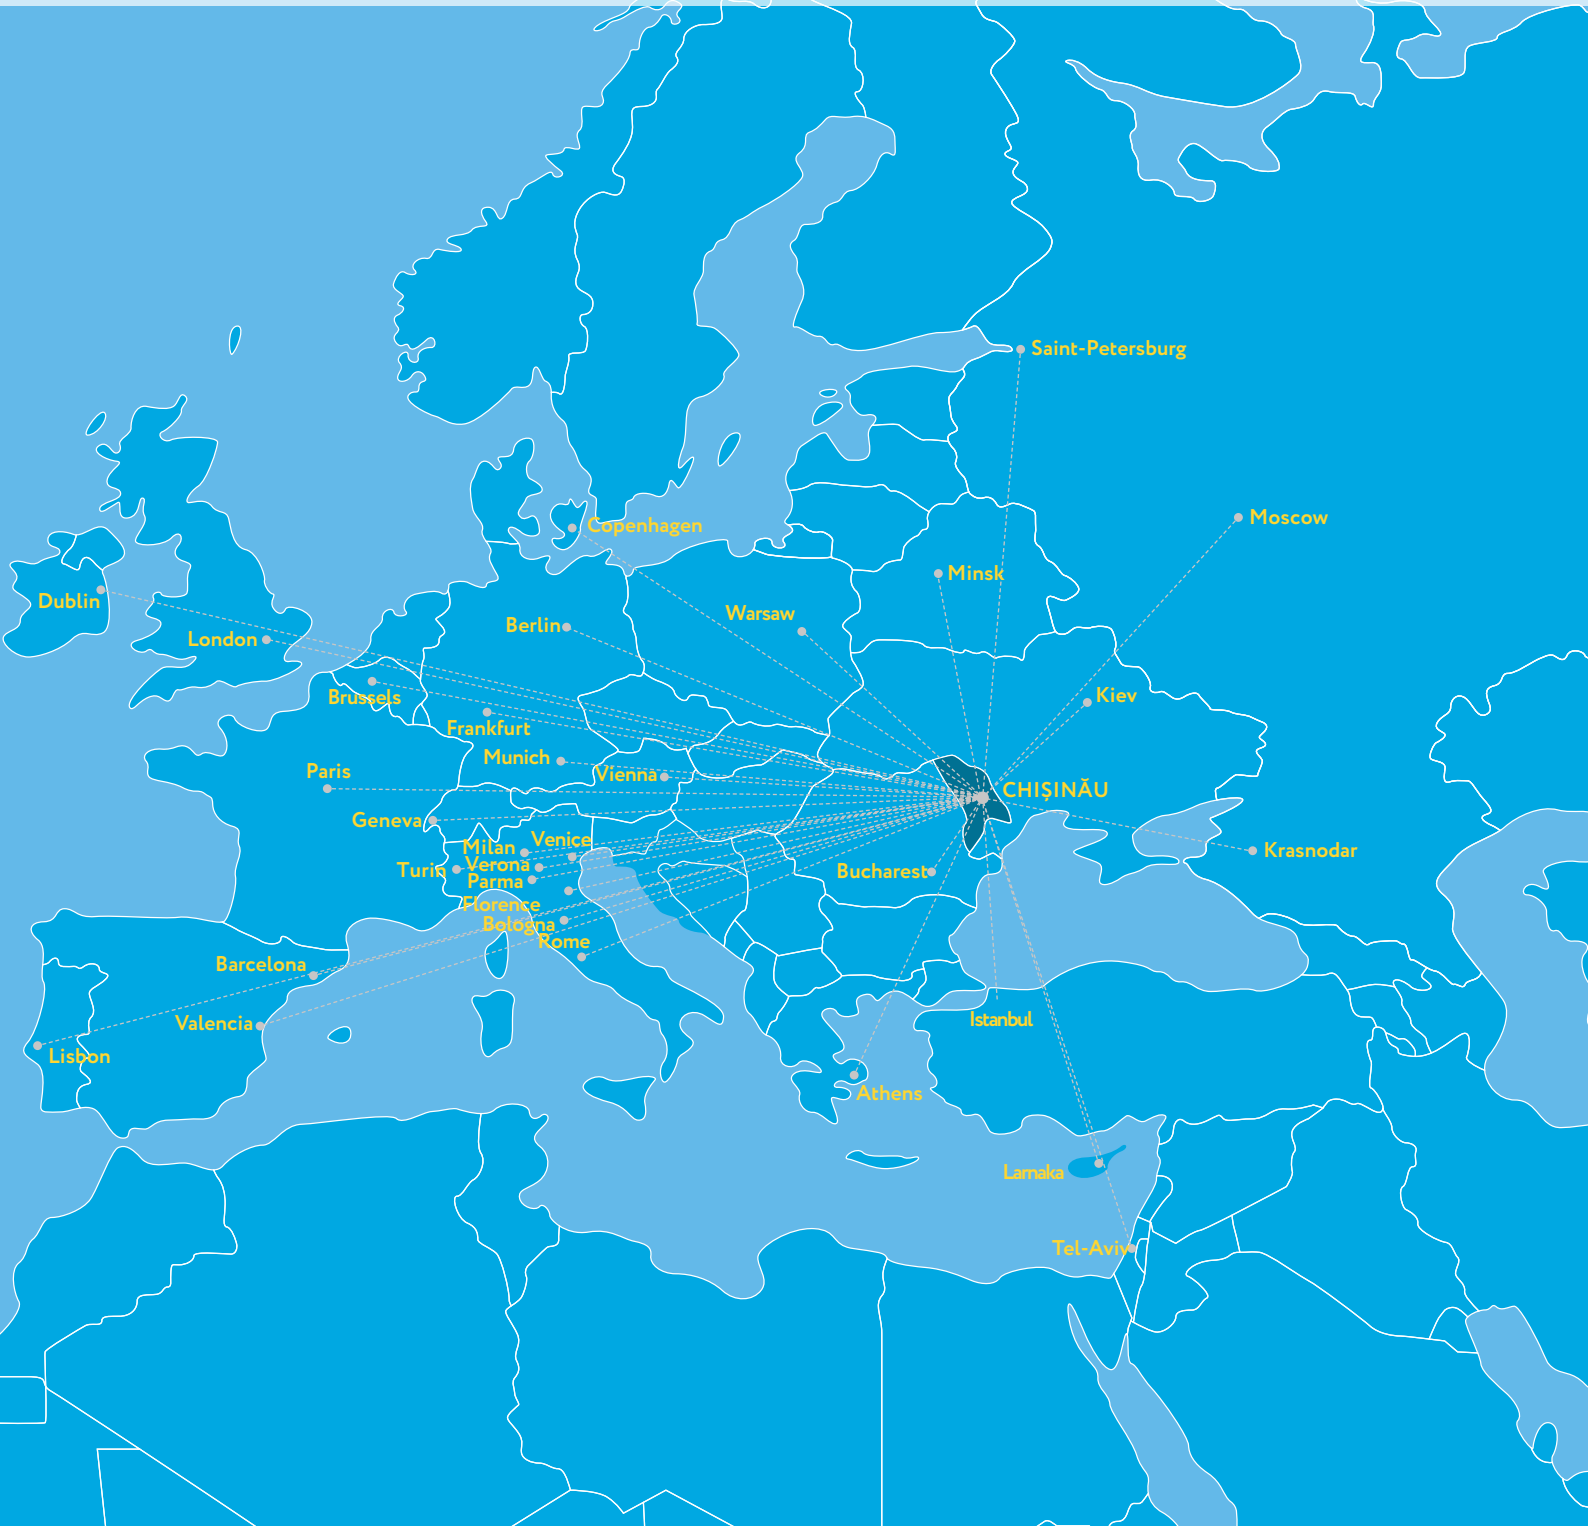 Saint-Petersburg
Moscow
Copenhagen
Minsk
Dublin
Warsaw
Berlin
London
Brussels
Kiev
Frankfurt
Munich
Vienna
Paris
CHIȘINĂU
Geneva
Venice
Milan
Krasnodar
Verona
Turin
Bucharest
Parma
Florence
Bologna
Rome
Barcelona
Valencia
Istanbul
Lisbon
Athens
Larnaka
Tel-Aviv